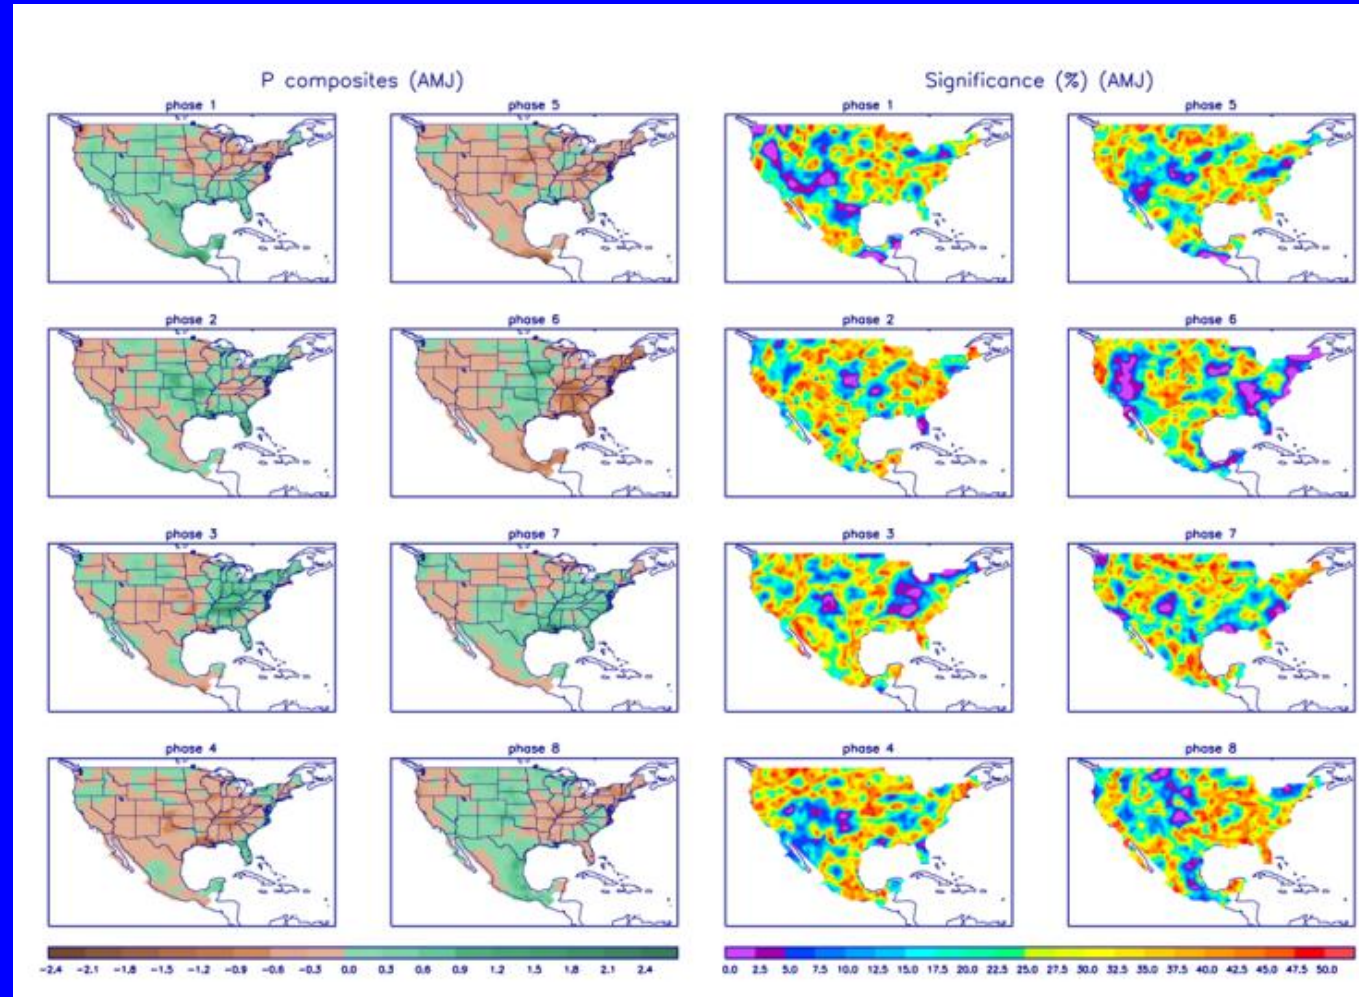 P composites (AMJ)
Significance (%) (AMJ)
phase 1
phase 5
phase 1
phase 5
phase 2
phase 6
phase 2
phase 6
phase 3
phase 7
phase 3
phase 7
phase 4
phase 8
phase 4
phase 8
-2.4 -2.1 -1.8 -1.5 -1.2 -0.9 -0.6 -0.3 0.0 0.3 0.6 0.9 1.2 1.5 1.8 2.1 2.4
0.0 2.5 5.0 7.5 10.0 12.5 15.0 17.5 20.0 22.5 25.0 27.5 30.0 32.5 35.0 37.5 40.0 42.5 45.0 47.5 50.0